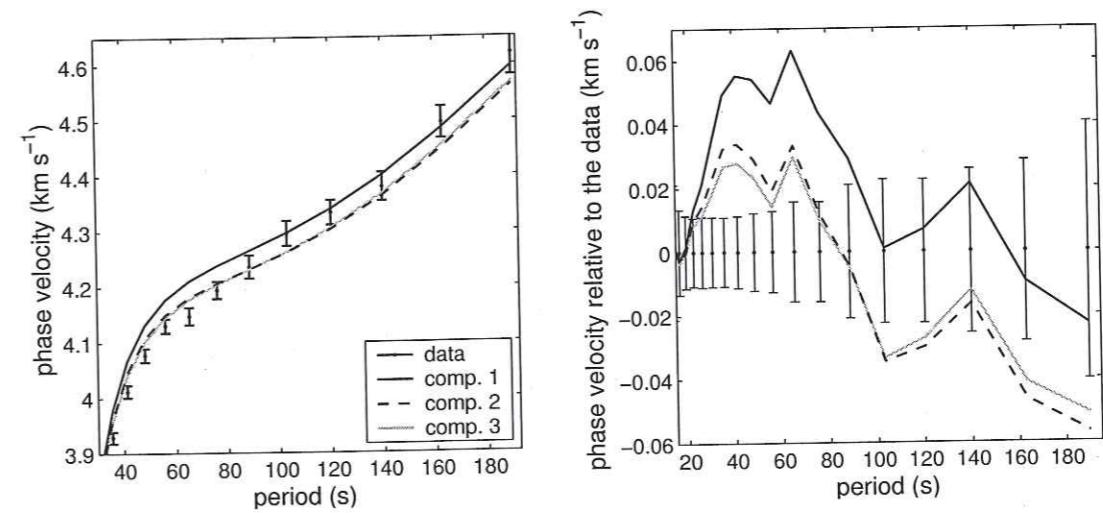 phase velocity (km s⁻¹)
4.6
4.5
4.4
4.3
4.2
4.1
4
3.9
40 60 80 100 120 140 160 180
period (s)
data
comp. 1
comp. 2
comp. 3
phase velocity relative to the data (km s⁻¹)
0.06
0.04
0.02
0
−0.02
−0.04
−0.06
20 40 60 80 100 120 140 160 180
period (s)